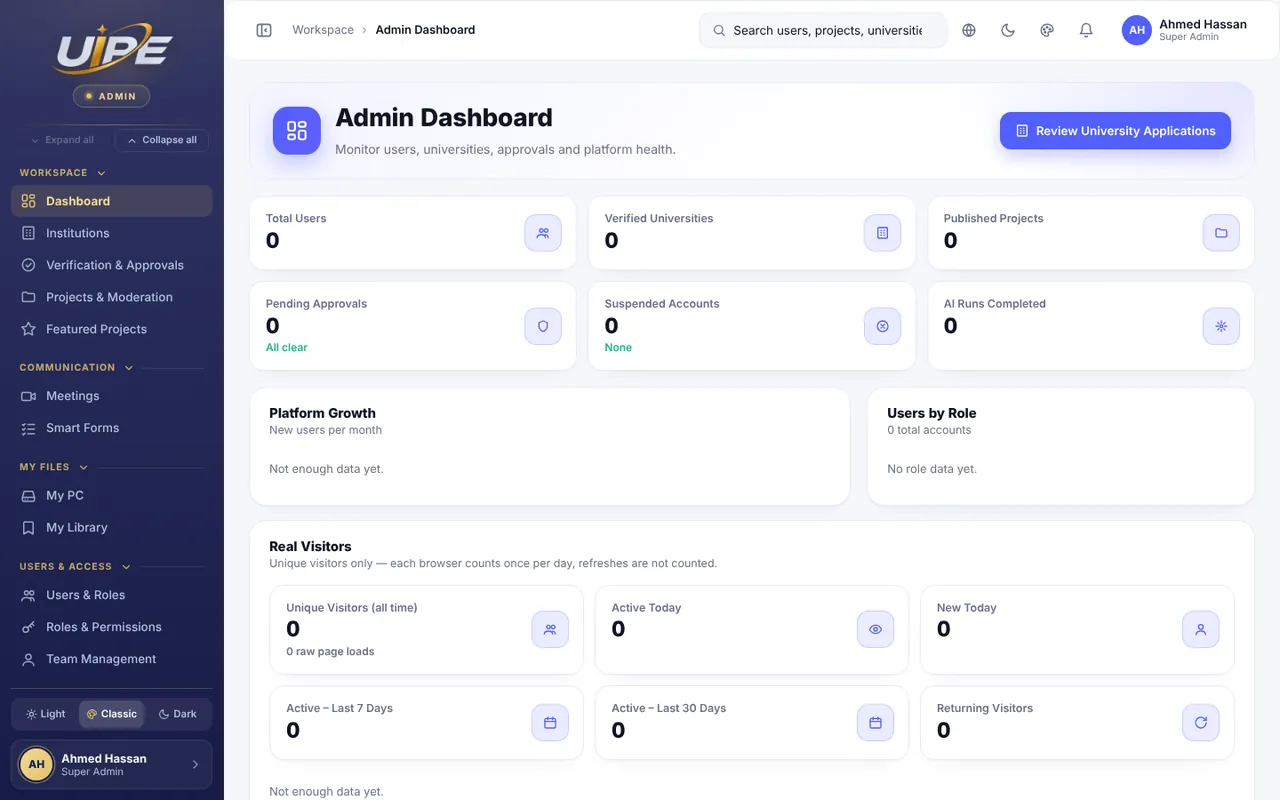 UIPE
ADMIN
Expand all
Collapse all
WORKSPACE
Dashboard
Institutions
Verification & Approvals
Projects & Moderation
Featured Projects
COMMUNICATION
Meetings
Smart Forms
MY FILES
My PC
My Library
USERS & ACCESS
Users & Roles
Roles & Permissions
Team Management
Light
Classic
Dark
AH
Ahmed Hassan
Super Admin
Workspace
Admin Dashboard
Search users, projects, universitie
AH
Ahmed Hassan
Super Admin
Admin Dashboard
Monitor users, universities, approvals and platform health.
Review University Applications
Total Users
0
Verified Universities
0
Published Projects
0
Pending Approvals
0
All clear
Suspended Accounts
0
None
AI Runs Completed
0
Platform Growth
New users per month
Not enough data yet.
Users by Role
0 total accounts
No role data yet.
Real Visitors
Unique visitors only — each browser counts once per day, refreshes are not counted.
Unique Visitors (all time)
0
0 raw page loads
Active Today
0
New Today
0
Active – Last 7 Days
0
Active – Last 30 Days
0
Returning Visitors
0
Not enough data yet.